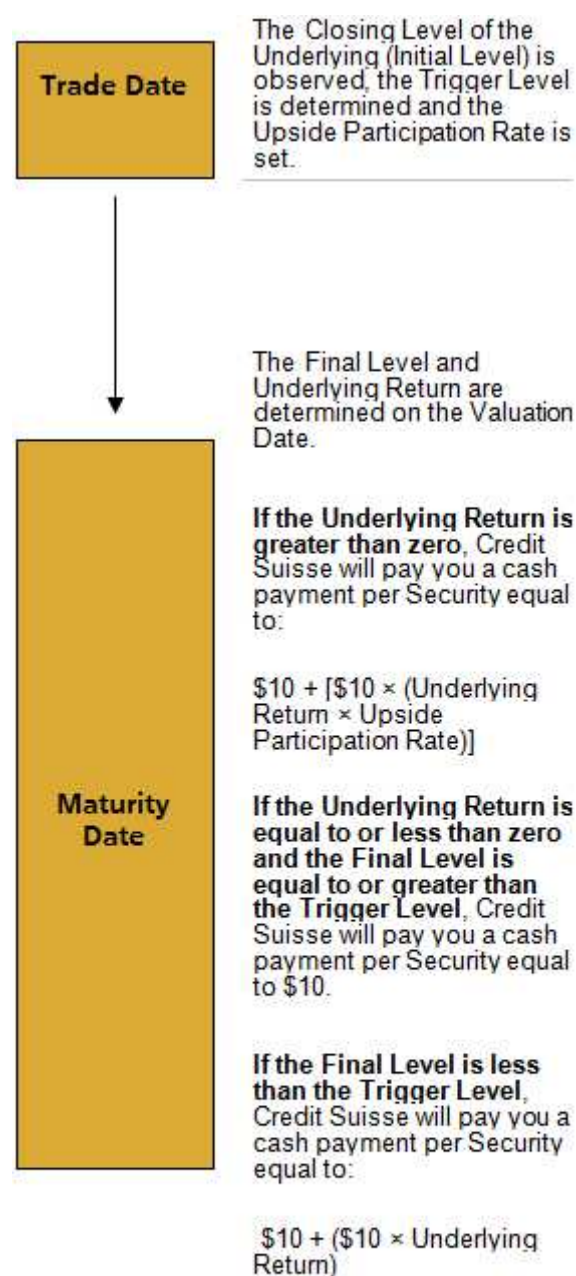 Trade Date
The Closing Level of the
Underlying (Initial Level) is
observed, the Trigger Level
is determined and the
Upside Participation Rate is
set.
The Final Level and
Underlying Return are
determined on the Valuation
Date.
If the Underlying Return is
greater than zero, Credit
Suisse will pay you a cash
payment per Security equal
to:
$10 + [$10 × (Underlying
Return × Upside
Participation Rate)]
Maturity
Date
If the Underlying Return is
equal to or less than zero
and the Final Level is
equal to or greater than
the Trigger Level, Credit
Suisse will pay you a cash
payment per Security equal
to $10.
If the Final Level is less
than the Trigger Level,
Credit Suisse will pay you a
cash payment per Security
equal to:
$10 + ($10 × Underlying
Return)